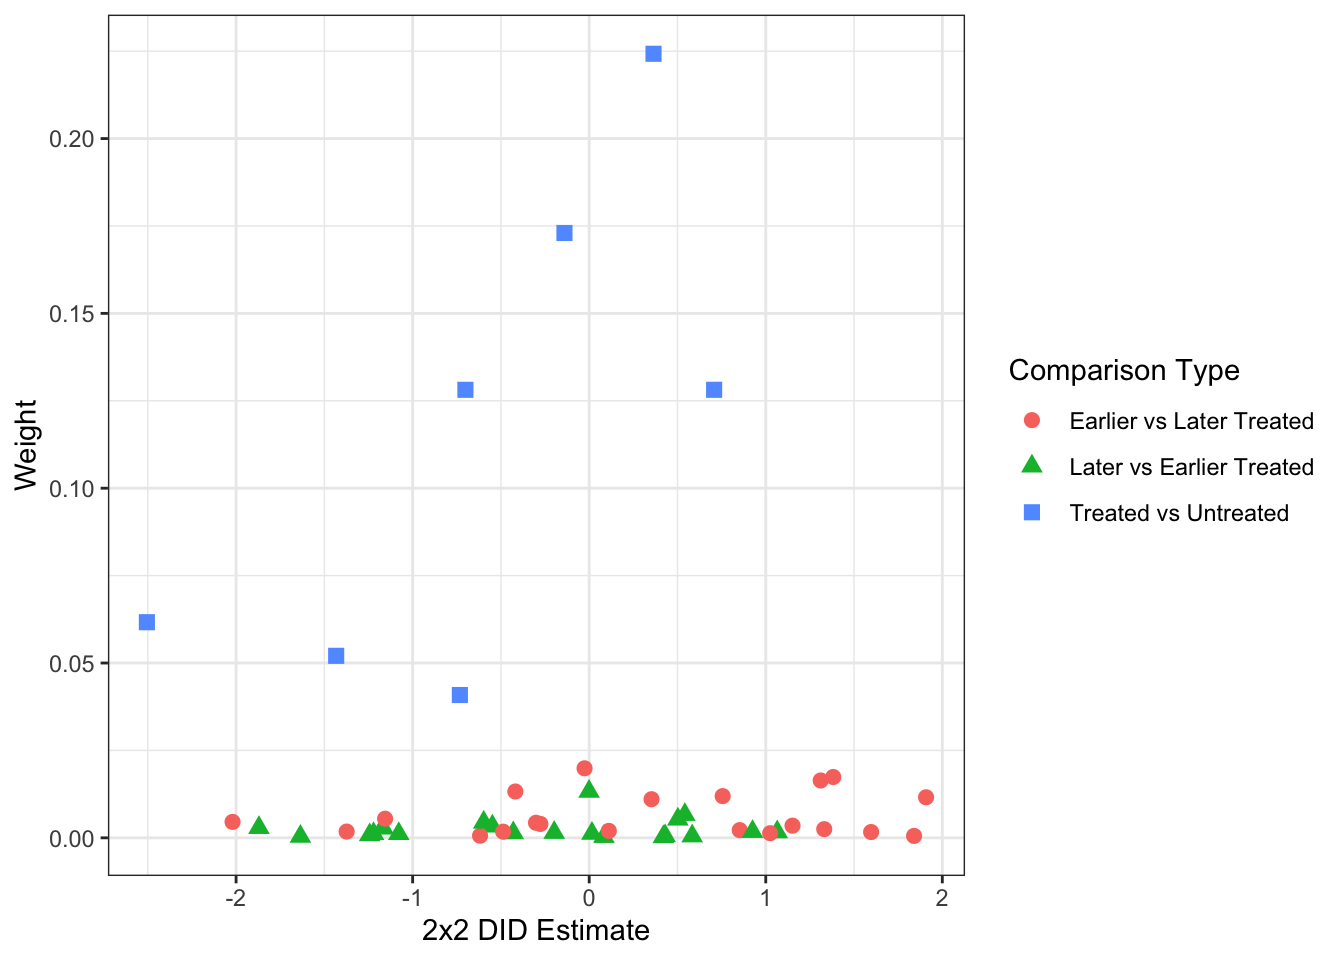 0.20
0.15
0.10
0.05
0.00
Weight
-2 -1 0 1 2
2x2 DID Estimate
Comparison Type
Earlier vs Later Treated
Later vs Earlier Treated
Treated vs Untreated